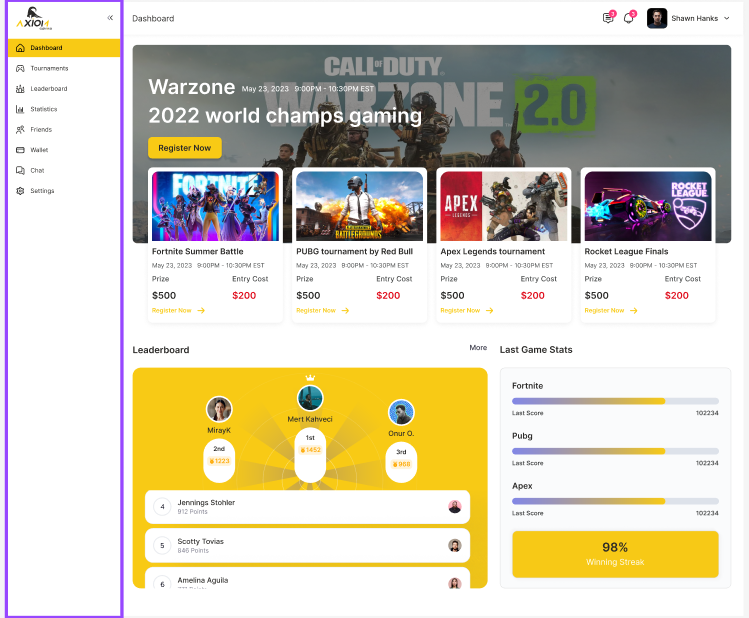 AXIOM
Dashboard
Tournaments
Leaderboard
Statistics
Friends
Wallet
Chat
Settings
Dashboard
Shawn Hanks
CALL OF DUTY
WARZONE 2.0
Warzone May 23, 2023 9:00PM - 10:30PM EST
2022 world champs gaming
Register Now
FORTNITE
Fortnite Summer Battle
May 23, 2023 9:00PM - 10:30PM EST
Prize Entry Cost
$500 $200
Register Now
BATTLEGROUNDS
PUBG tournament by Red Bull
May 23, 2023 9:00PM - 10:30PM EST
Prize Entry Cost
$500 $200
Register Now
APEX
LEGENDS
Apex Legends tournament
May 23, 2023 9:00PM - 10:30PM EST
Prize Entry Cost
$500 $200
Register Now
ROCKET
LEAGUE
Rocket League Finals
May 23, 2023 9:00PM - 10:30PM EST
Prize Entry Cost
$500 $200
Register Now
Leaderboard
More
MirayK
2nd
1223
Mert Kahveci
1st
1452
Onur O.
3rd
968
4 Jennings Stohler
912 Points
5 Scotty Tovias
846 Points
6 Amelina Aguila
Points
Last Game Stats
Fortnite
Last Score 102234
Pubg
Last Score 102234
Apex
Last Score 102234
98%
Winning Streak